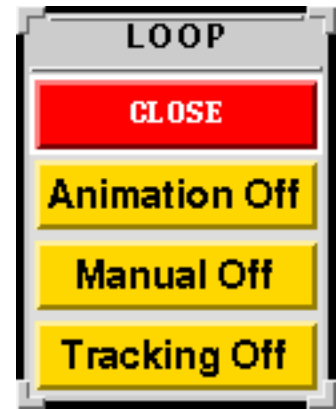 LOOP
CLOSE
Animation Off
Manual Off
Tracking Off